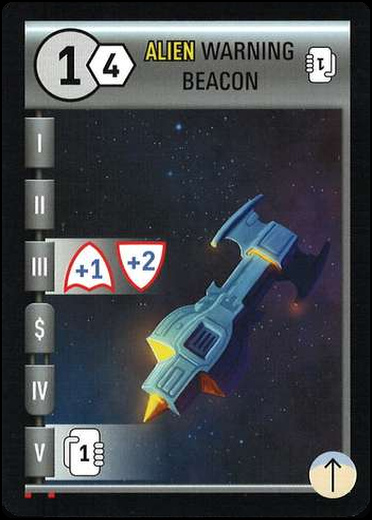 1 4 ALIEN WARNING
BEACON
1
I
II
III +1 +2
$
IV
V 1